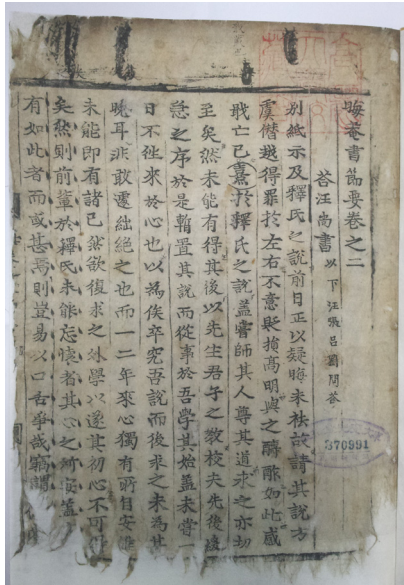 晦菴書節要卷之二
答汪尚書 以下汪張呂劉問答
別紙示及釋氏之說前日正以疑晦未袪故請其說方
虞僭越得罪於左右不意貶損高明與之醻酢如此感
戢亡已熹於釋氏之說盖嘗師其人尊其道求之亦切
至矣然未能有得其後以先生君子之教校夫先後緩
急之序於是暫置其說而從事於吾學其始盖未嘗一
日不徃來於心也以爲俟卒究吾說而後求之未爲甚
晚耳非敢遽絀絕之也而一二年來心獨有所自安雖
未能即有諸己然欲復求之外學以遂其初心不可
矣然則前輩於釋氏未能忘懷者其心之所安盖
有如此者而或甚焉則豈易以口舌爭哉竊謂
370991